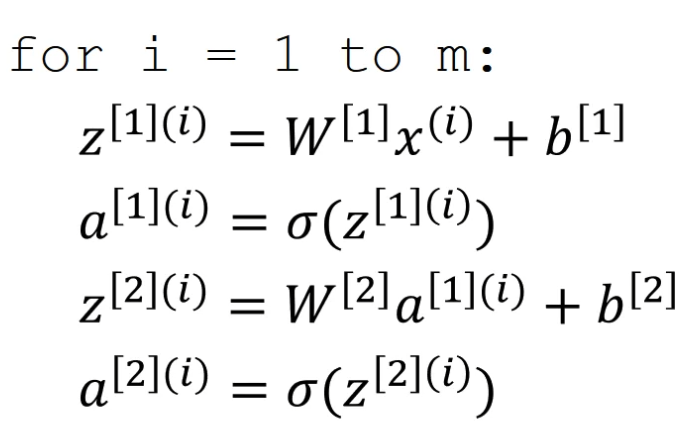 for i = 1 to m:
z^{[1](i)} = W^{[1]}x^{(i)} + b^{[1]}
a^{[1](i)} = σ(z^{[1](i)})
z^{[2](i)} = W^{[2]}a^{[1](i)} + b^{[2]}
a^{[2](i)} = σ(z^{[2](i)})